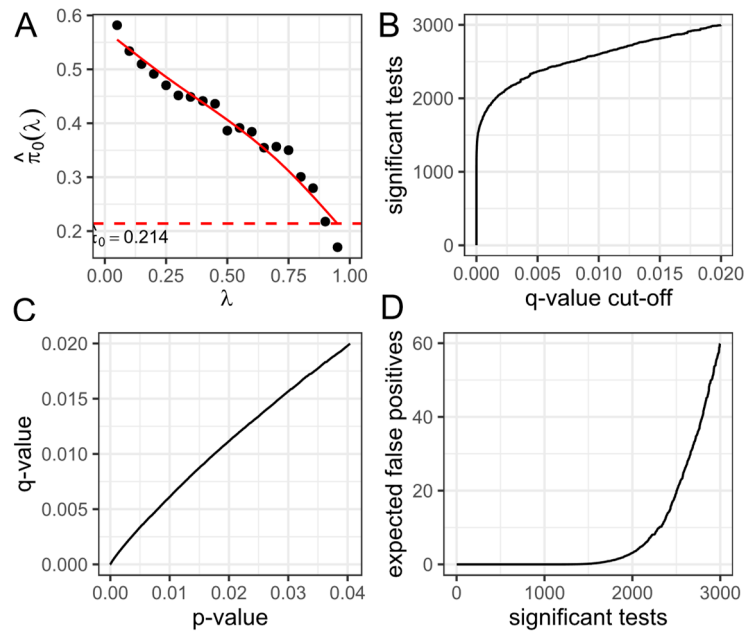 A
0.6
0.5
0.4
0.3
0.2
π̂₀(λ)
π̂₀ = 0.214
0.00 0.25 0.50 0.75 1.00
λ
B
3000
2000
1000
0
significant tests
0.000 0.005 0.010 0.015 0.020
q-value cut-off
C
0.020
0.015
0.010
0.005
0.000
q-value
0.00 0.01 0.02 0.03 0.04
p-value
D
60
40
20
0
expected false positives
0 1000 2000 3000
significant tests